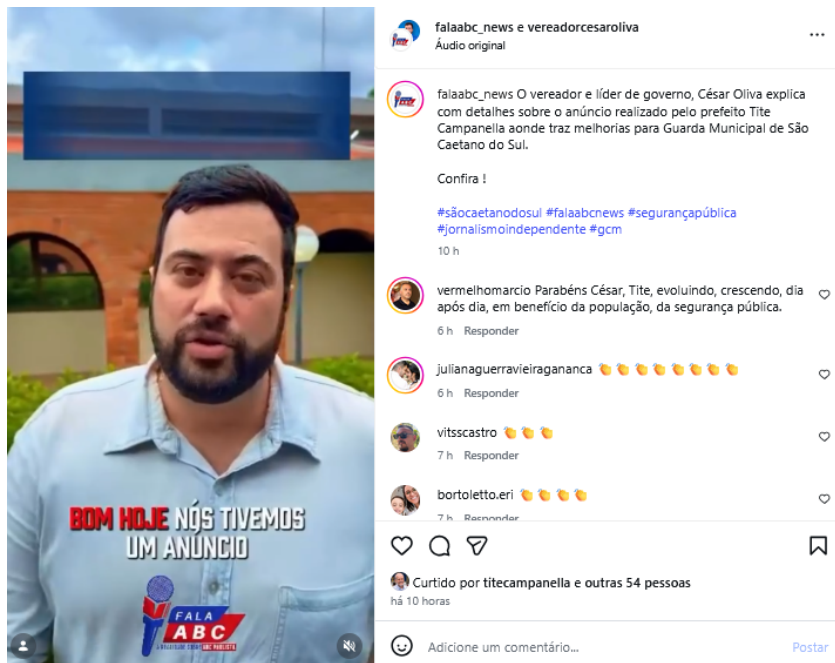 falaabc_news e vereadorcesaroliva
Áudio original
falaabc_news O vereador e líder de governo, César Oliva explica
com detalhes sobre o anúncio realizado pelo prefeito Tite
Campanella aonde traz melhorias para Guarda Municipal de São
Caetano do Sul.
Confira !
#sãocaetanodosul #falaabcnews #segurançapública
#jornalismoindependente #gcm
10 h
vermelhomarcio Parabéns César, Tite, evoluindo, crescendo, dia
após dia, em benefício da população, da segurança pública.
6 h Responder
julianaguerravieiragananca 👏👏👏👏👏👏👏👏
6 h Responder
vitsscastro 👏👏👏
7 h Responder
bortoletto.eri 👏👏👏👏
7 h Responder
BOM HOJE NÓS TIVEMOS
UM ANÚNCIO
FALA
ABC
Curtido por titecampanella e outras 54 pessoas
há 10 horas
Adicione um comentário...
Postar